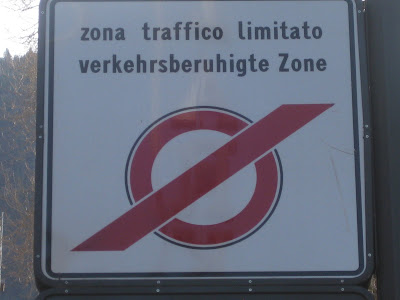 zona traffico limitato
verkehrsberuhigte Zone